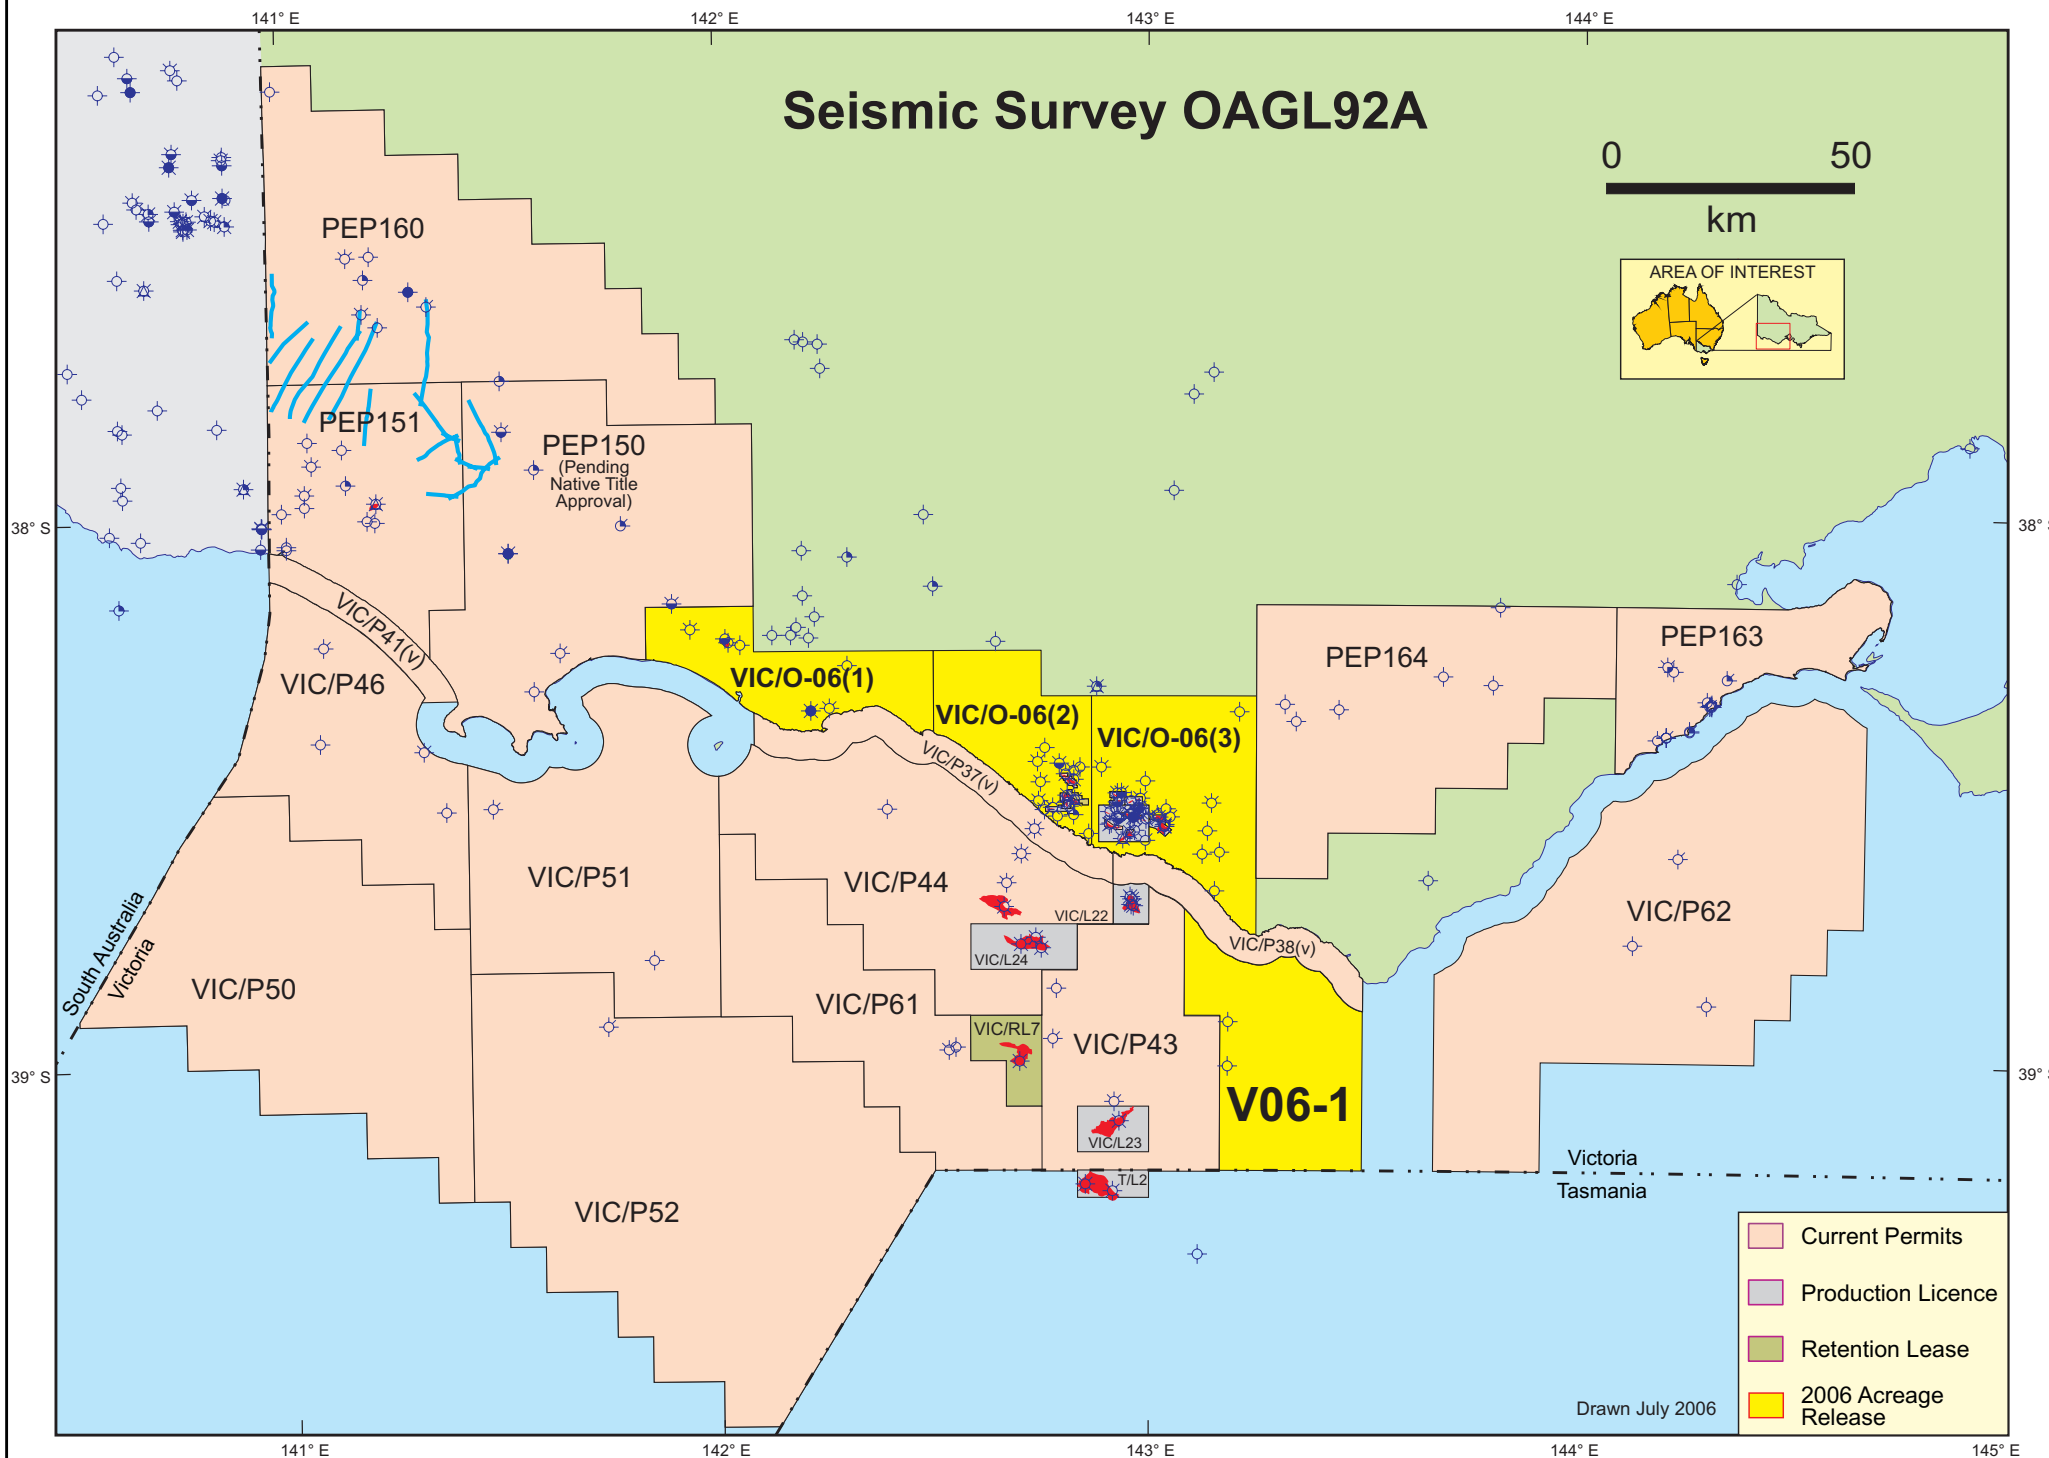 141° E
142° E
143° E
144° E
Seismic Survey OAGL92A
0
50
km
AREA OF INTEREST
PEP160
PEP151
PEP150
(Pending
Native Title
Approval)
38° S
38° S
VIC/P41(v)
VIC/P46
VIC/O-06(1)
VIC/O-06(2)
VIC/O-06(3)
PEP164
PEP163
VIC/P37(v)
VIC/P51
VIC/P44
VIC/L22
VIC/P62
VIC/P38(v)
VIC/L24
South Australia
Victoria
VIC/P50
VIC/P61
VIC/RL7
VIC/P43
39° S
39° S
V06-1
VIC/L23
T/L2
Victoria
Tasmania
VIC/P52
Current Permits
Production Licence
Retention Lease
2006 Acreage
Release
Drawn July 2006
141° E
142° E
143° E
144° E
145° E